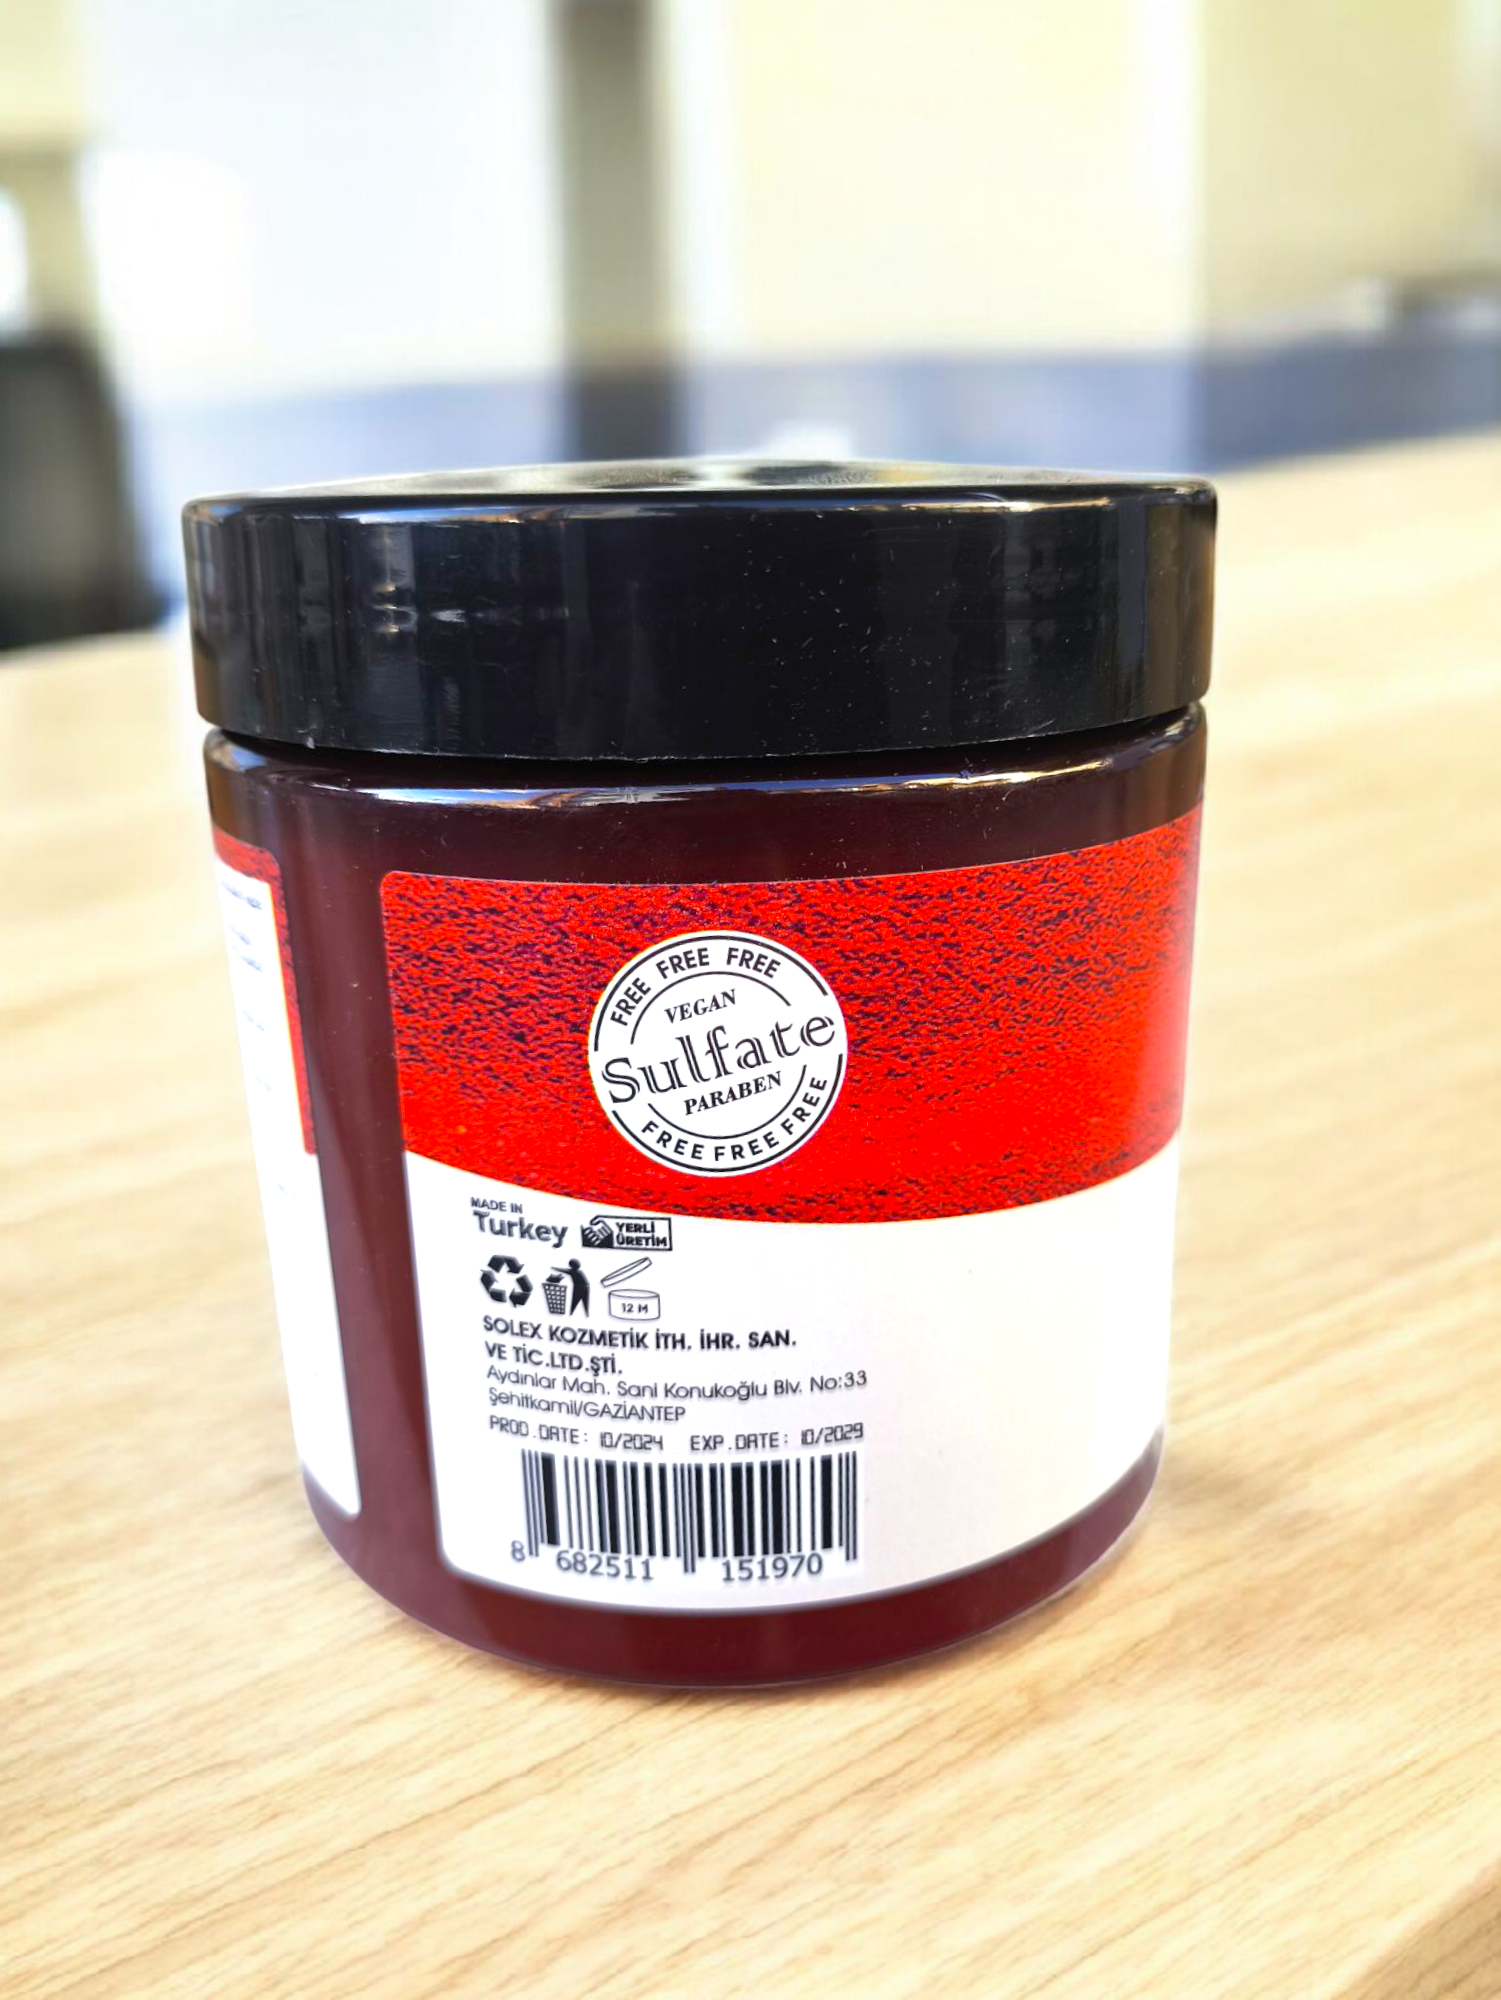 FREE FREE FREE
VEGAN
Sulfate
PARABEN
FREE FREE FREE
MADE IN
Turkey
YERLİ
ÜRETİM
12 M
SOLEX KOZMETİK İTH. İHR. SAN.
VE TİC.LTD.ŞTİ.
Aydınlar Mah. Sani Konukoğlu Blv. No:33
Şehitkamil/GAZİANTEP
PROD.DATE: 10/2024 EXP.DATE: 10/2029
8 682511 151970